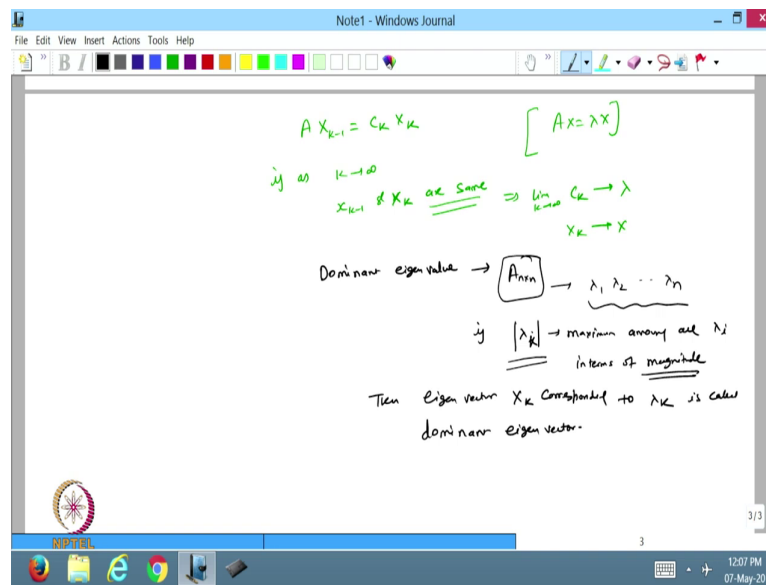 Note1 - Windows Journal
File Edit View Insert Actions Tools Help
A X_{k-1} = C_k X_k [ Ax = λx ]
if as k→∞
x_{k-1} & X_k are same ⇒ lim_{k→∞} C_k → λ
X_k → X
Dominant eigen value → A_{n×n} → λ_1 λ_2 ... λ_n
if |λ_k| → maximum among all λ_i
in terms of magnitude
Then eigen vector X_k corresponded to λ_k is called
dominant eigen vector.
3/3
NPTEL
3
12:07 PM
07-May-20